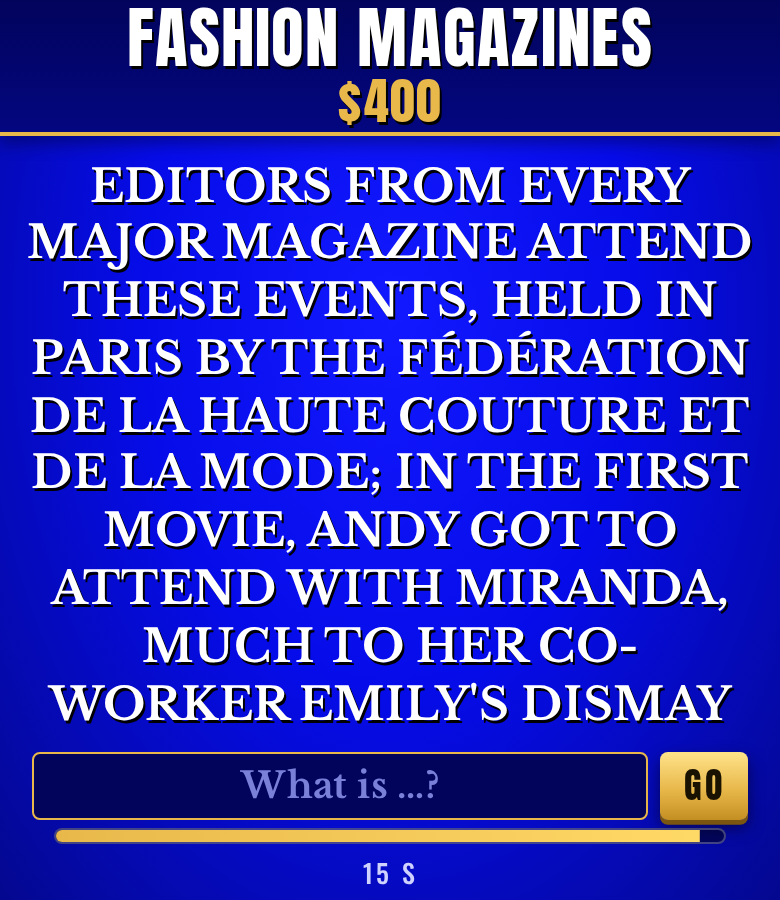 FASHION MAGAZINES
$400
EDITORS FROM EVERY
MAJOR MAGAZINE ATTEND
THESE EVENTS, HELD IN
PARIS BY THE FÉDÉRATION
DE LA HAUTE COUTURE ET
DE LA MODE; IN THE FIRST
MOVIE, ANDY GOT TO
ATTEND WITH MIRANDA,
MUCH TO HER CO-
WORKER EMILY'S DISMAY
What is ...?
GO
15 S